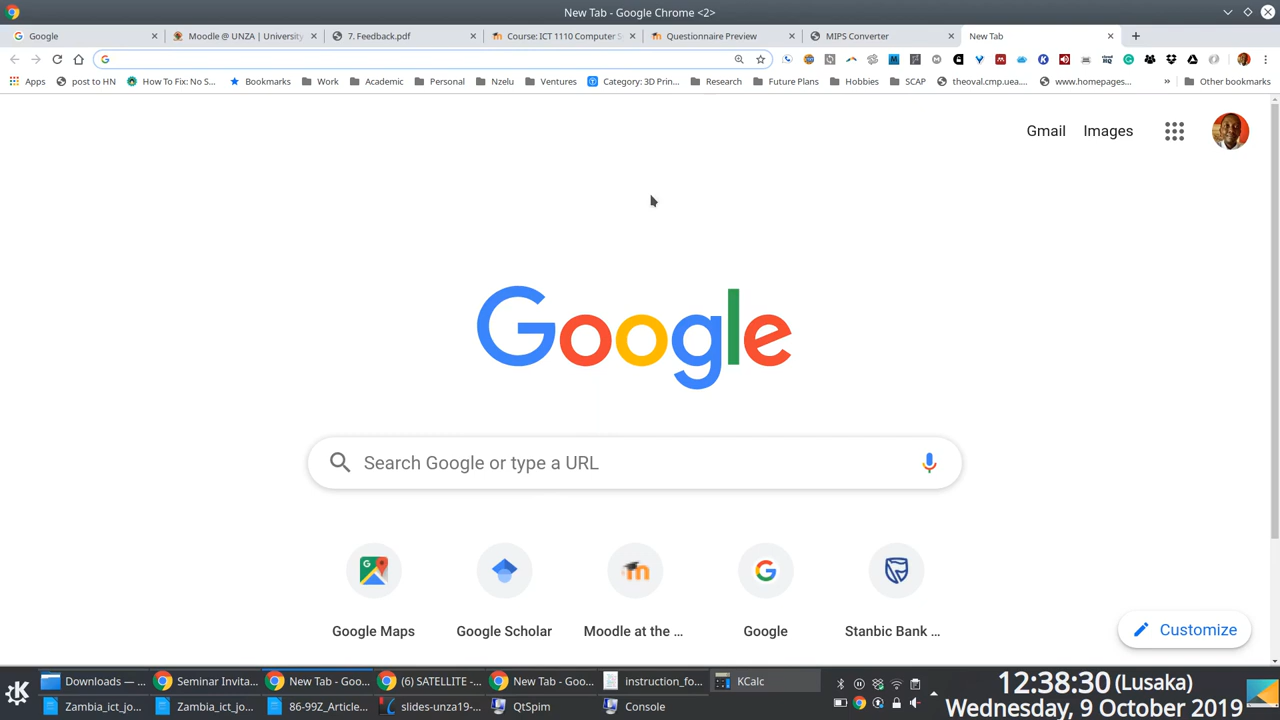 New Tab - Google Chrome <2>
Google
Moodle @ UNZA | University
7. Feedback.pdf
Course: ICT 1110 Computer S
Questionnaire Preview
MIPS Converter
New Tab
Apps
post to HN
How To Fix: No S...
Bookmarks
Work
Academic
Personal
Nzelu
Ventures
Category: 3D Prin...
Research
Future Plans
Hobbies
SCAP
theoval.cmp.uea....
www.homepages...
»
Other bookmarks
Gmail
Images
Google
Search Google or type a URL
Google Maps
Google Scholar
Moodle at the ...
Google
Stanbic Bank ...
Customize
Downloads — ...
Seminar Invita...
New Tab - Goo...
(6) SATELLITE -...
New Tab - Goo...
instruction_fo...
KCalc
Zambia_ict_jo...
Zambia_ict_jo...
86-99Z_Article...
slides-unza19-...
QtSpim
Console
12:38:30 (Lusaka)
Wednesday, 9 October 2019